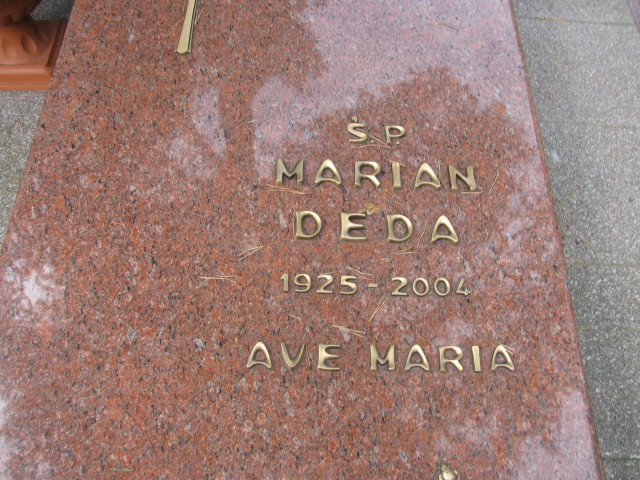 Ś.P.
MARIAN
DEDA
1925-2004
AVE MARIA